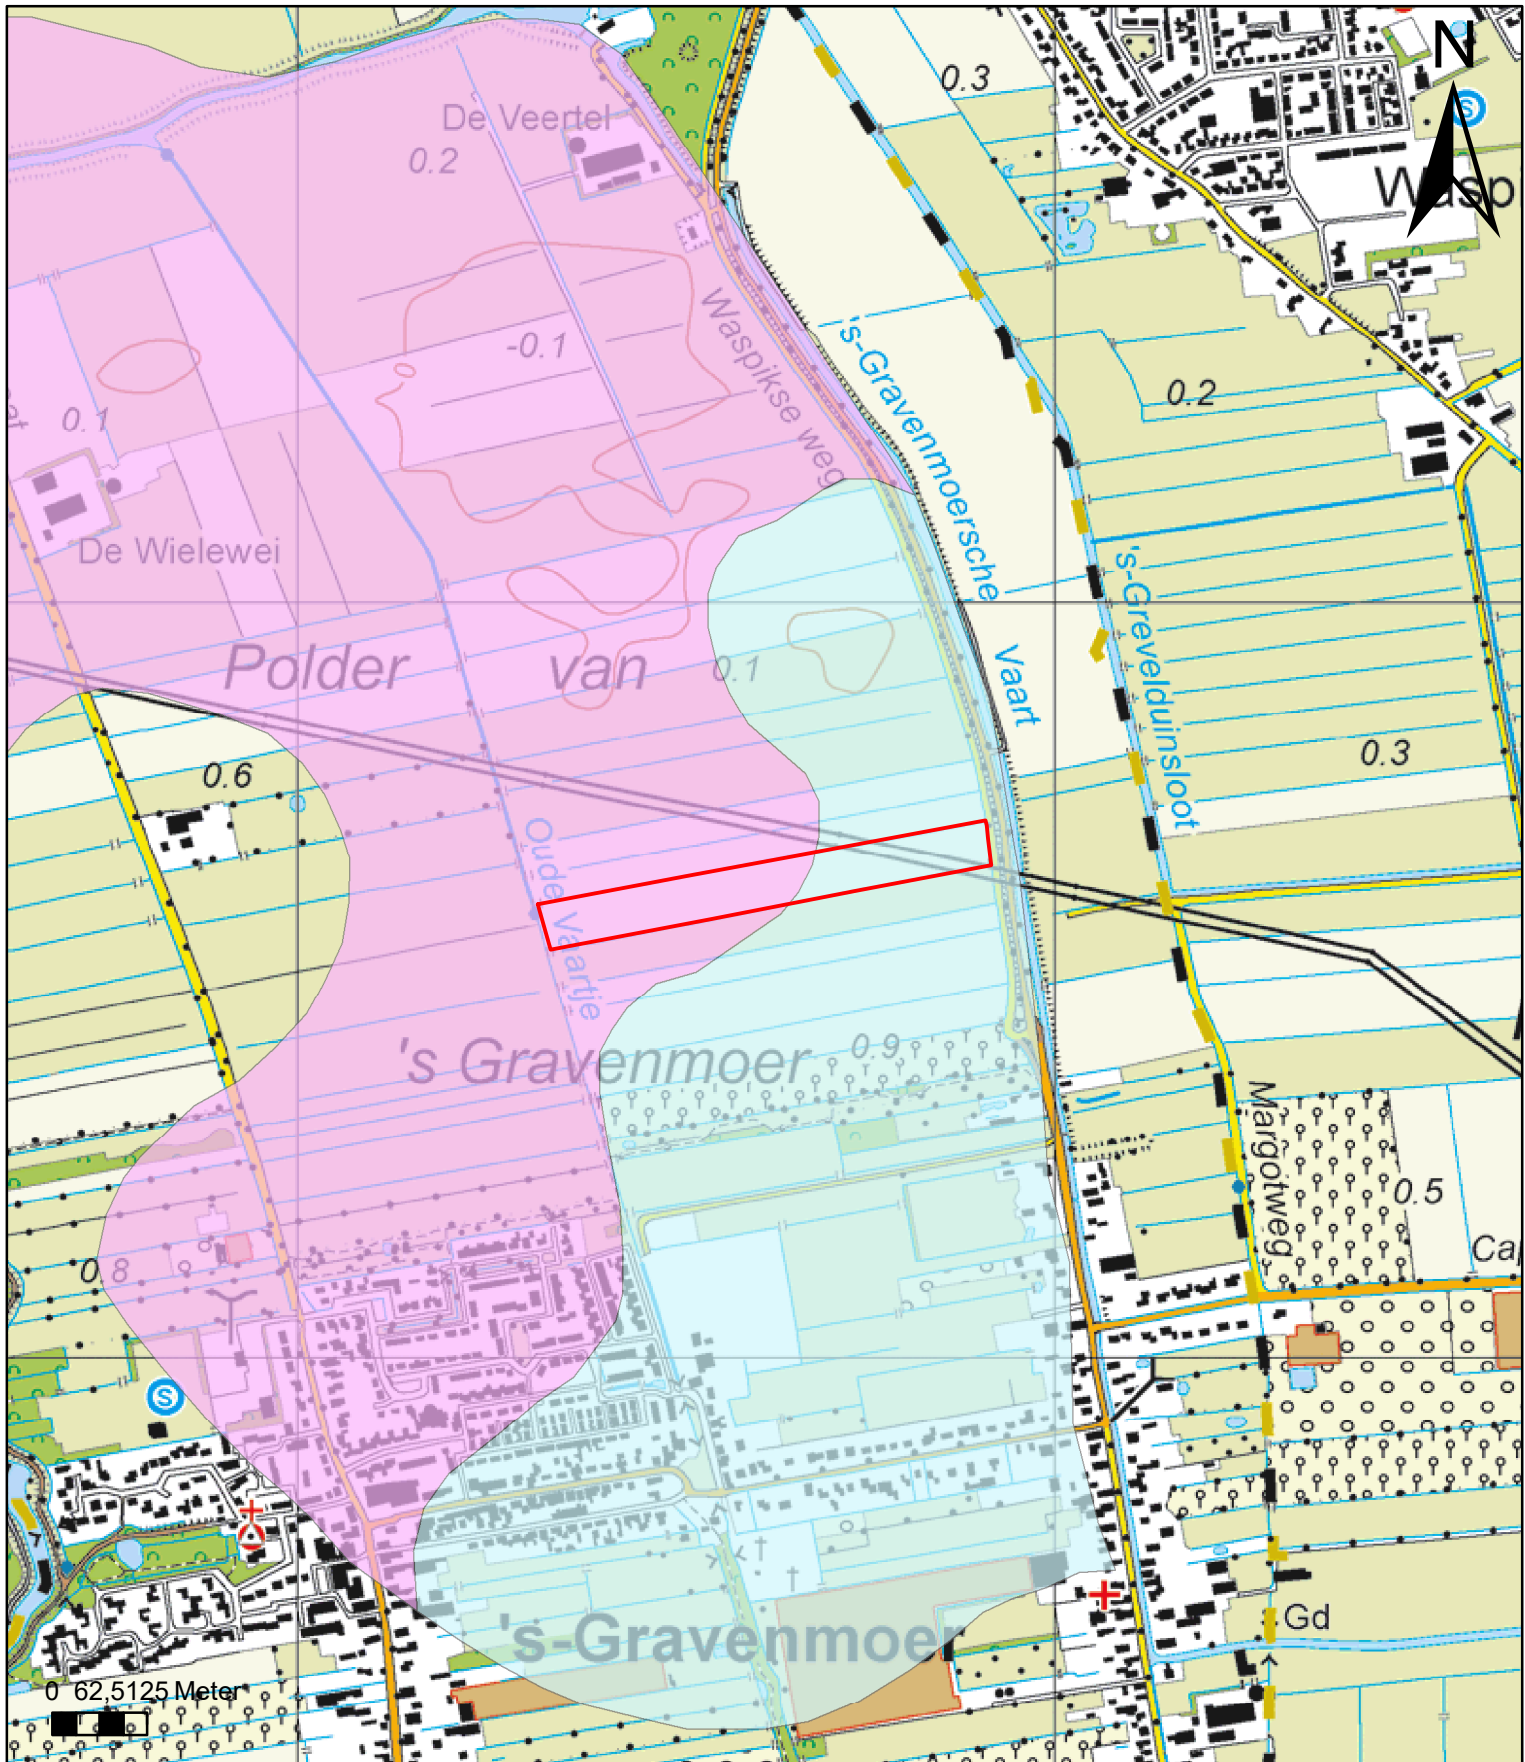 N
0.3
De Veertel
0.2
Wasp
Waspikse weg
's-Gravenmoersche
Vaart
-0.1
0.2
0.1
De Wielewei
's-Grevelduinsloot
Polder van
0.1
0.3
0.6
Oude Vaartje
's Gravenmoer
0.9
Margotweg
0.5
Ca
0.8
S
S
's-Gravenmoer
Gd
0 62,5125 Meter